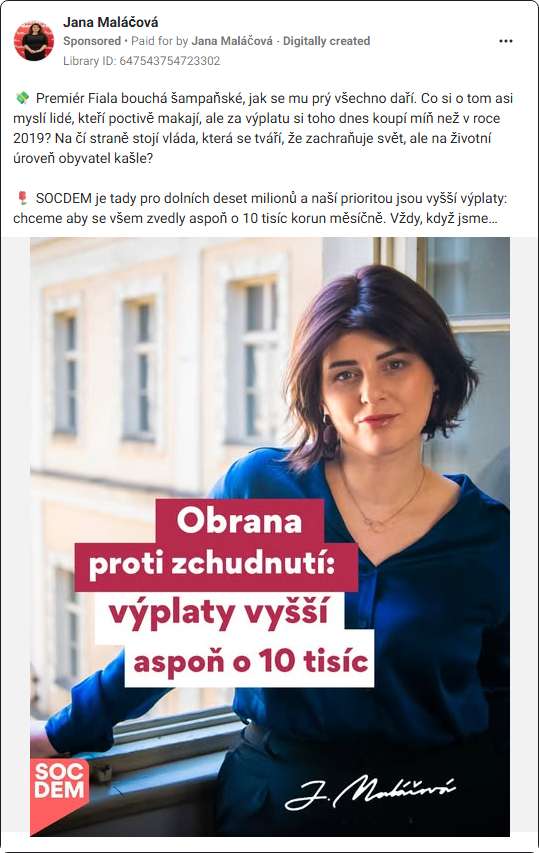 Jana Maláčová
Sponsored • Paid for by Jana Maláčová - Digitally created
Library ID: 647543754723302
💸 Premiér Fiala bouchá šampaňské, jak se mu prý všechno daří. Co si o tom asi
myslí lidé, kteří poctivě makají, ale za výplatu si toho dnes koupí míň než v roce
2019? Na čí straně stojí vláda, která se tváří, že zachraňuje svět, ale na životní
úroveň obyvatel kašle?
🌹 SOCDEM je tady pro dolních deset milionů a naší prioritou jsou vyšší výplaty:
chceme aby se všem zvedly aspoň o 10 tisíc korun měsíčně. Vždy, když jsme…
Obrana
proti zchudnutí:
výplaty vyšší
aspoň o 10 tisíc
SOC
DEM
J. Maláčová